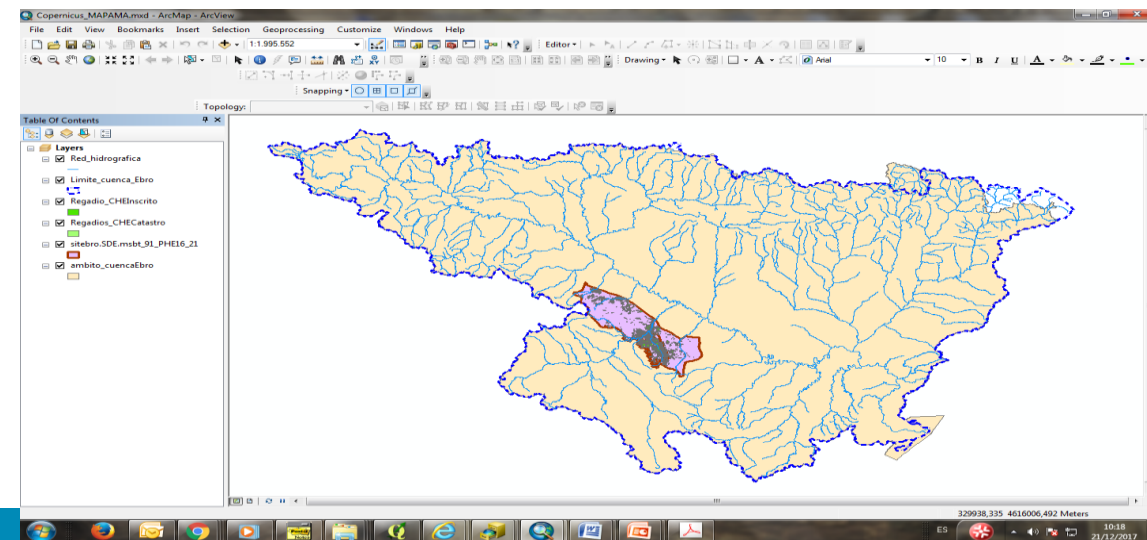 Copernicus_MAPAMA.mxd - ArcMap - ArcView
File Edit View Bookmarks Insert Selection Geoprocessing Customize Windows Help
1:1.995.552
Editor
Drawing A Arial 10 B I U A
Snapping
Topology:
Table Of Contents
Layers
Red_hidrografica
Limite_cuenca_Ebro
Regadio_CHEInscrito
Regadios_CHECatastro
sitebro.SDE.msbt_91_PHE16_21
ambito_cuencaEbro
329938,335 4616006,492 Meters
ES
10:18
21/12/2017